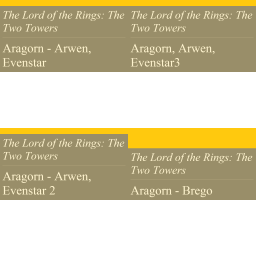 The Lord of the Rings: The
Two Towers
Aragorn - Arwen,
Evenstar
The Lord of the Rings: The
Two Towers
Aragorn, Arwen,
Evenstar3
The Lord of the Rings: The
Two Towers
Aragorn - Arwen,
Evenstar 2
The Lord of the Rings: The
Two Towers
Aragorn - Brego